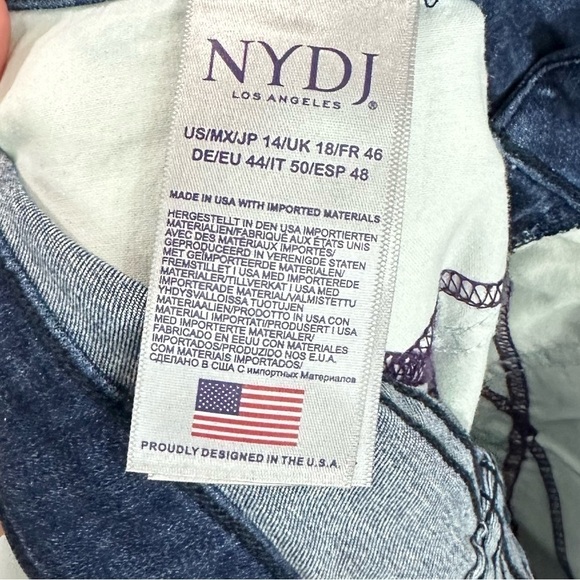 NYDJ
LOS ANGELES ®
US/MX/JP 14/UK 18/FR 46
DE/EU 44/IT 50/ESP 48
MADE IN USA WITH IMPORTED MATERIALS
HERGESTELLT IN DEN USA IMPORTIERTEN
MATERIALIEN/FABRIQUÉ AUX ÉTATS UNIS
AVEC DES MATÉRIAUX IMPORTÉS/
GEPRODUCEERD IN VERENIGDE STATEN
MET GEÏMPORTEERDE MATERIALEN/
FREMSTILLET I USA MED IMPORTEREDE
MATERIALER/TILLVERKAT I USA MED
IMPORTERADE MATERIAL/VALMISTETTU
YHDYSVALLOISSA TUOTUJEN
MATERIAALIEN/PRODOTTO IN USA CON
MATERIALI IMPORTATI/PRODUSERT I USA
MED IMPORTERTE MATERIALER/
FABRICADO EN EEUU CON MATERIALES
IMPORTADOS/PRODUZIDO NOS E.U.A.
COM MATERIAIS IMPORTADOS/
СДЕЛАНО В США С импортных Материалов
PROUDLY DESIGNED IN THE U.S.A.